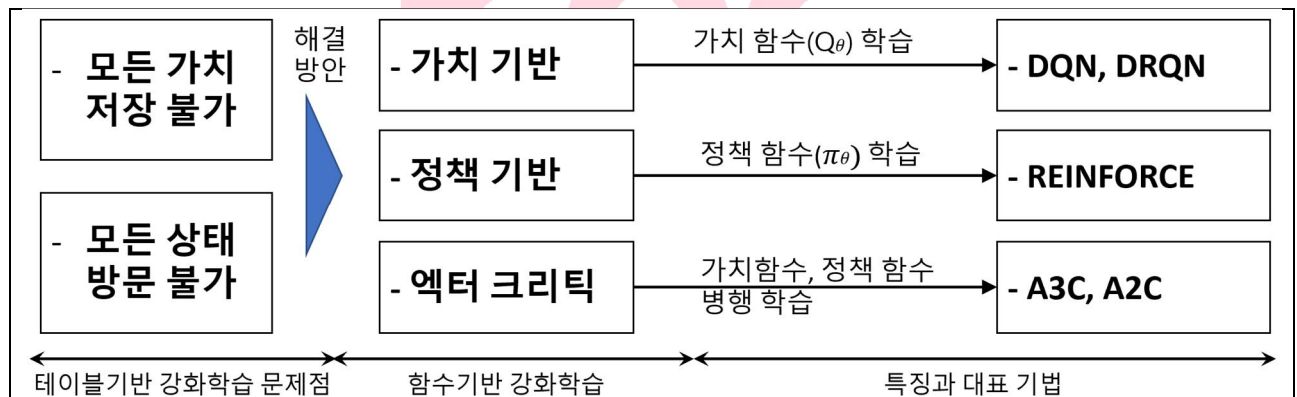 - 모든 가치
저장 불가
- 모든 상태
방문 불가
해결
방안
- 가치 기반
- 정책 기반
- 엑터 크리틱
가치 함수(Qθ) 학습
정책 함수(πθ) 학습
가치함수, 정책 함수
병행 학습
- DQN, DRQN
- REINFORCE
- A3C, A2C
테이블기반 강화학습 문제점
함수기반 강화학습
특징과 대표 기법